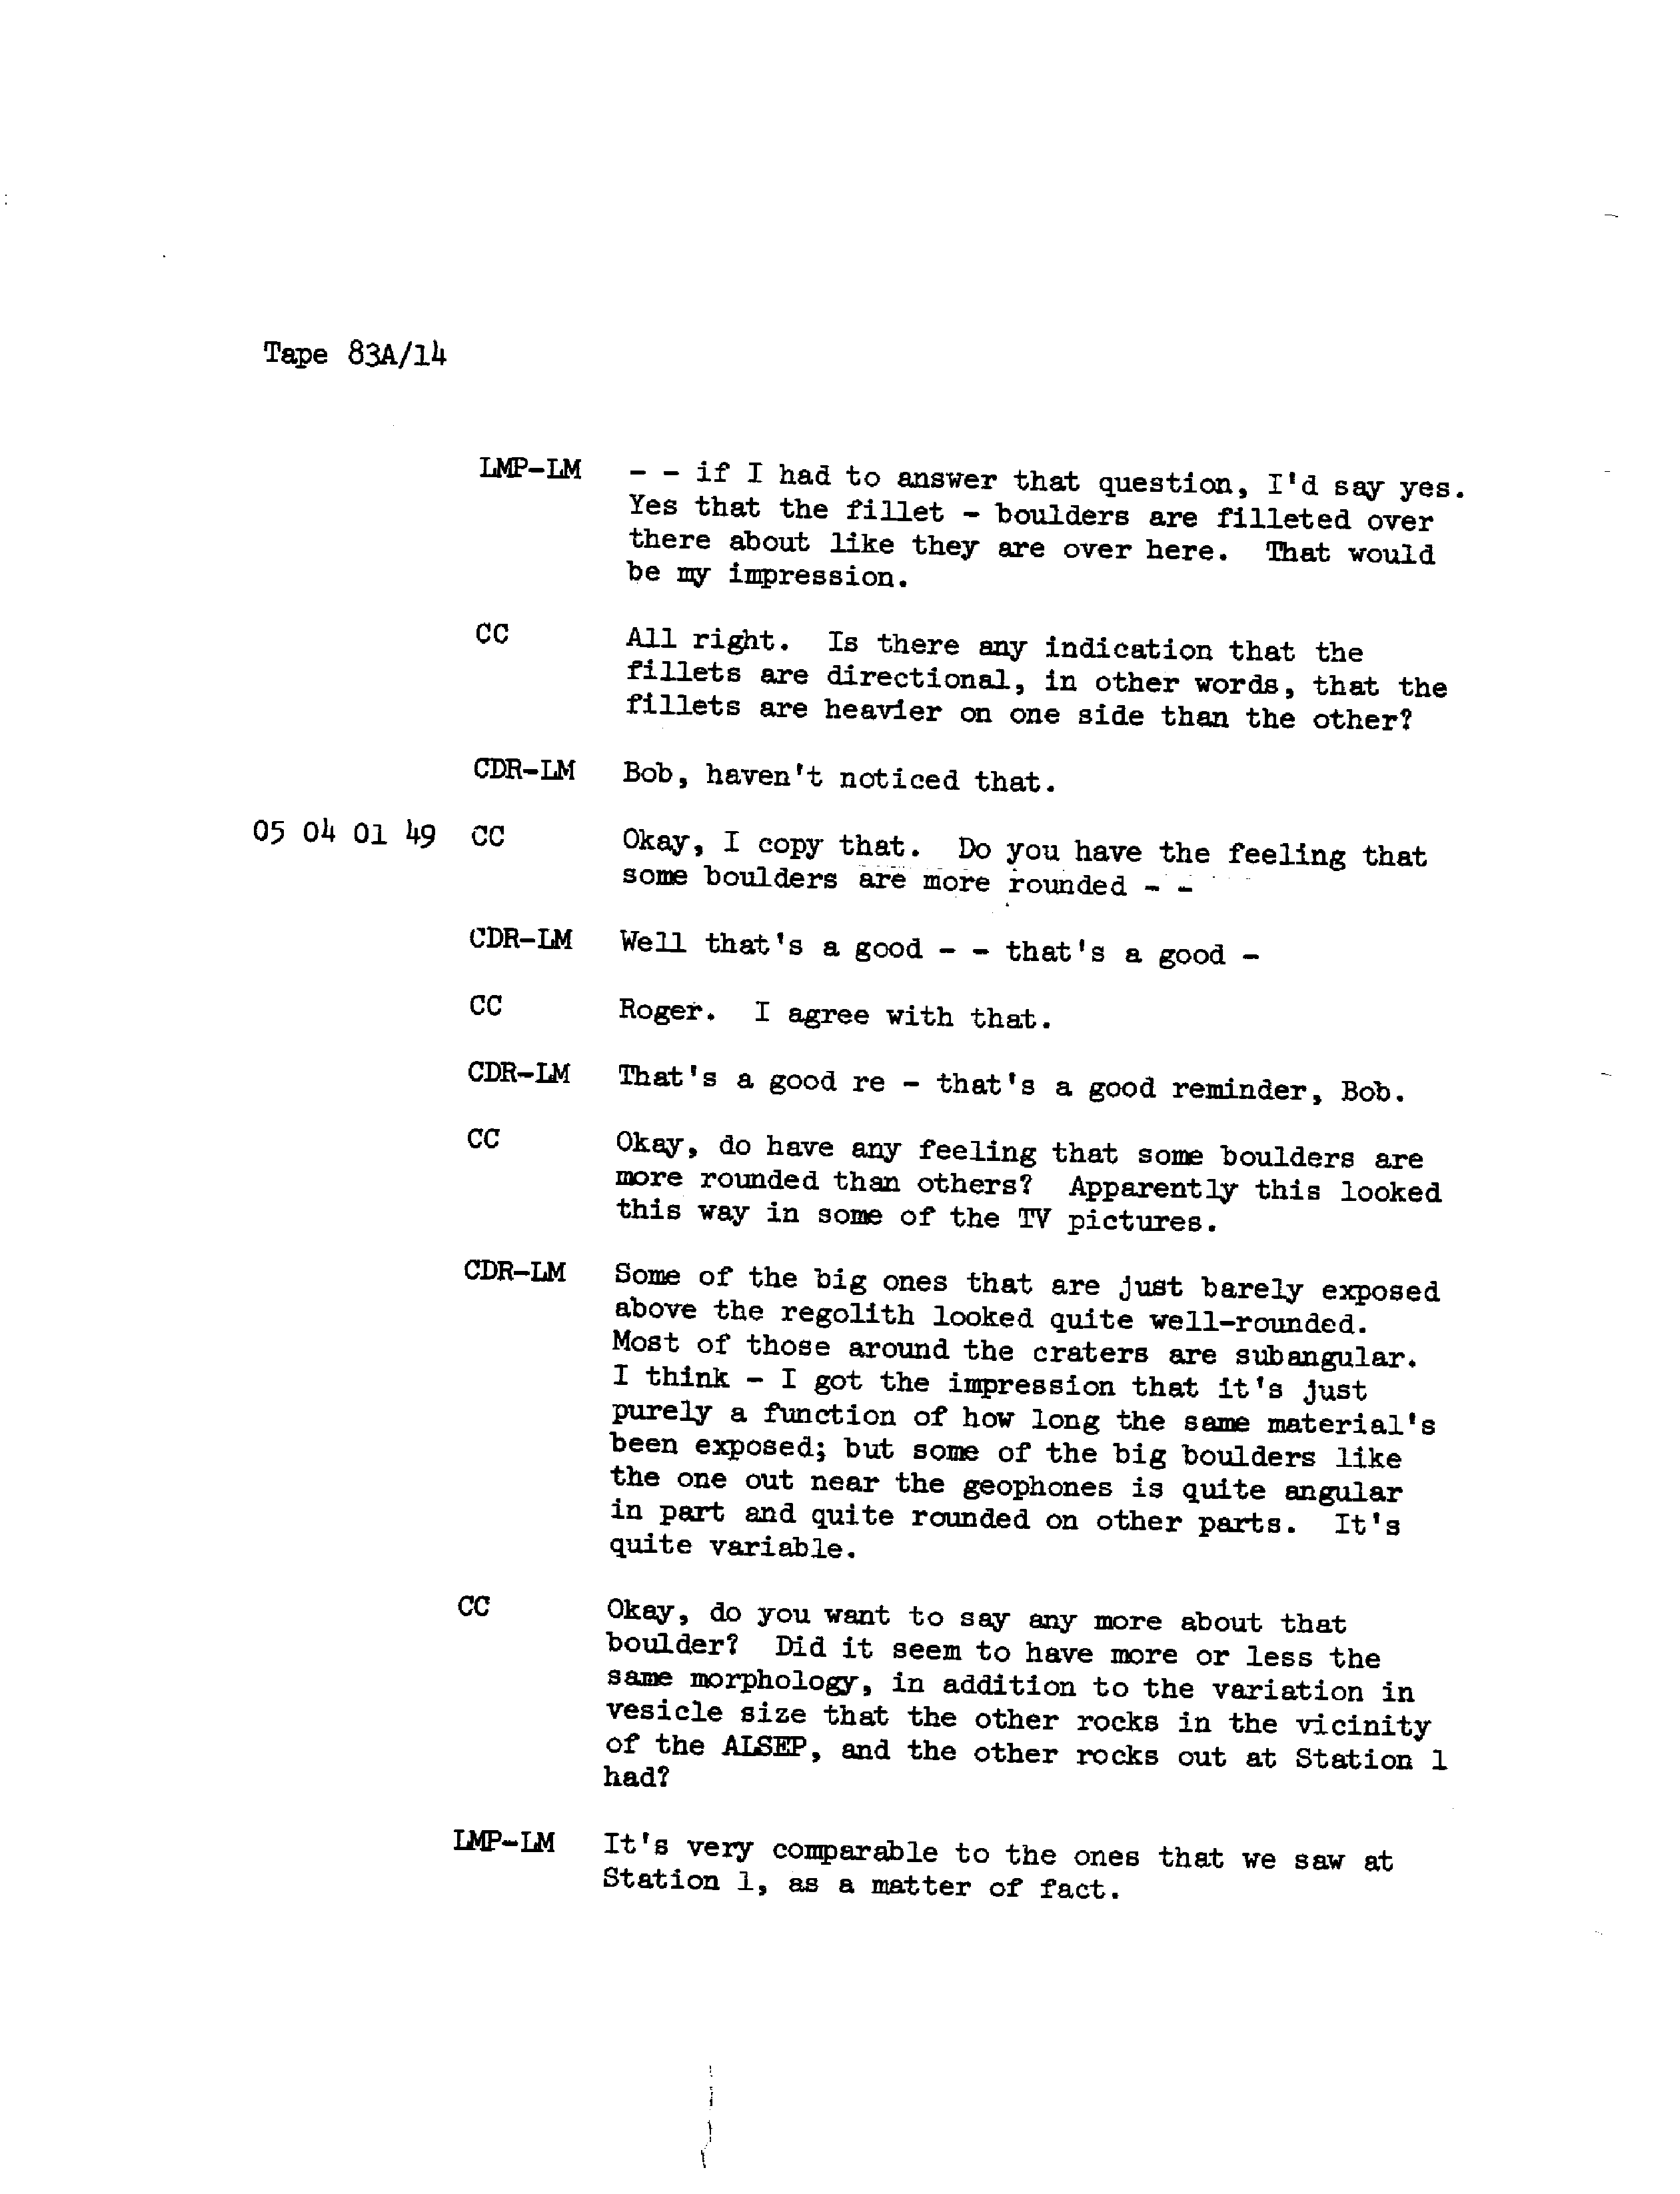 Tape 83A/14
LMP-LM - - if I had to answer that question, I'd say yes.
Yes that the fillet - boulders are filleted over
there about like they are over here. That would
be my impression.
CC All right. Is there any indication that the
fillets are directional, in other words, that the
fillets are heavier on one side than the other?
CDR-LM Bob, haven't noticed that.
05 04 01 49 CC Okay, I copy that. Do you have the feeling that
some boulders are more rounded - -
CDR-LM Well that's a good - - that's a good -
CC Roger. I agree with that.
CDR-LM That's a good re - that's a good reminder, Bob.
CC Okay, do have any feeling that some boulders are
more rounded than others? Apparently this looked
this way in some of the TV pictures.
CDR-LM Some of the big ones that are just barely exposed
above the regolith looked quite well-rounded.
Most of those around the craters are subangular.
I think - I got the impression that it's just
purely a function of how long the same material's
been exposed; but some of the big boulders like
the one out near the geophones is quite angular
in part and quite rounded on other parts. It's
quite variable.
CC Okay, do you want to say any more about that
boulder? Did it seem to have more or less the
same morphology, in addition to the variation in
vesicle size that the other rocks in the vicinity
of the ALSEP, and the other rocks out at Station 1
had?
LMP-LM It's very comparable to the ones that we saw at
Station 1, as a matter of fact.